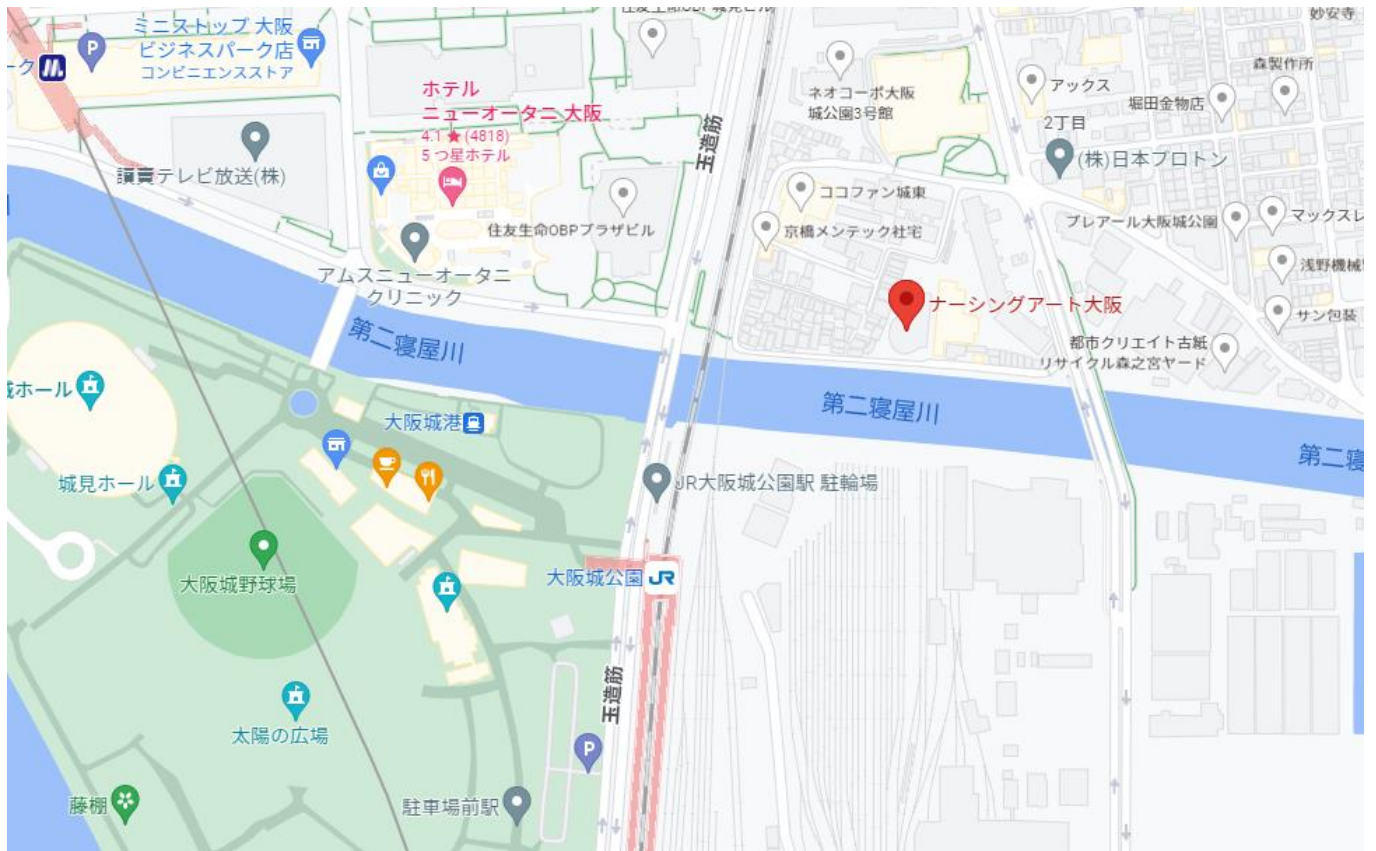 ミニストップ 大阪
ビジネスパーク店
コンビニエンスストア
P
ーク
讀賣テレビ放送(株)
ホテル
ニューオータニ 大阪
4.1★(4818)
5 つ星ホテル
住友生命OBPプラザビル
アムスニューオータニ
クリニック
玉造筋
ネオコーポ大阪
城公園3号館
ココファン城東
京橋メンテック社宅
アックス
2丁目
堀田金物店
妙安寺
森製作所
(株)日本プロトン
プレアール大阪城公園
マックスレ
浅野機械
サン包装
ナーシングアート大阪
都市クリエイト古紙
リサイクル森之宮ヤード
第二寝屋川
第二寝屋川
第二寝
城ホール
城見ホール
大阪城港
JR大阪城公園駅 駐輪場
大阪城野球場
大阪城公園
JR
太陽の広場
玉造筋
P
藤棚
駐車場前駅